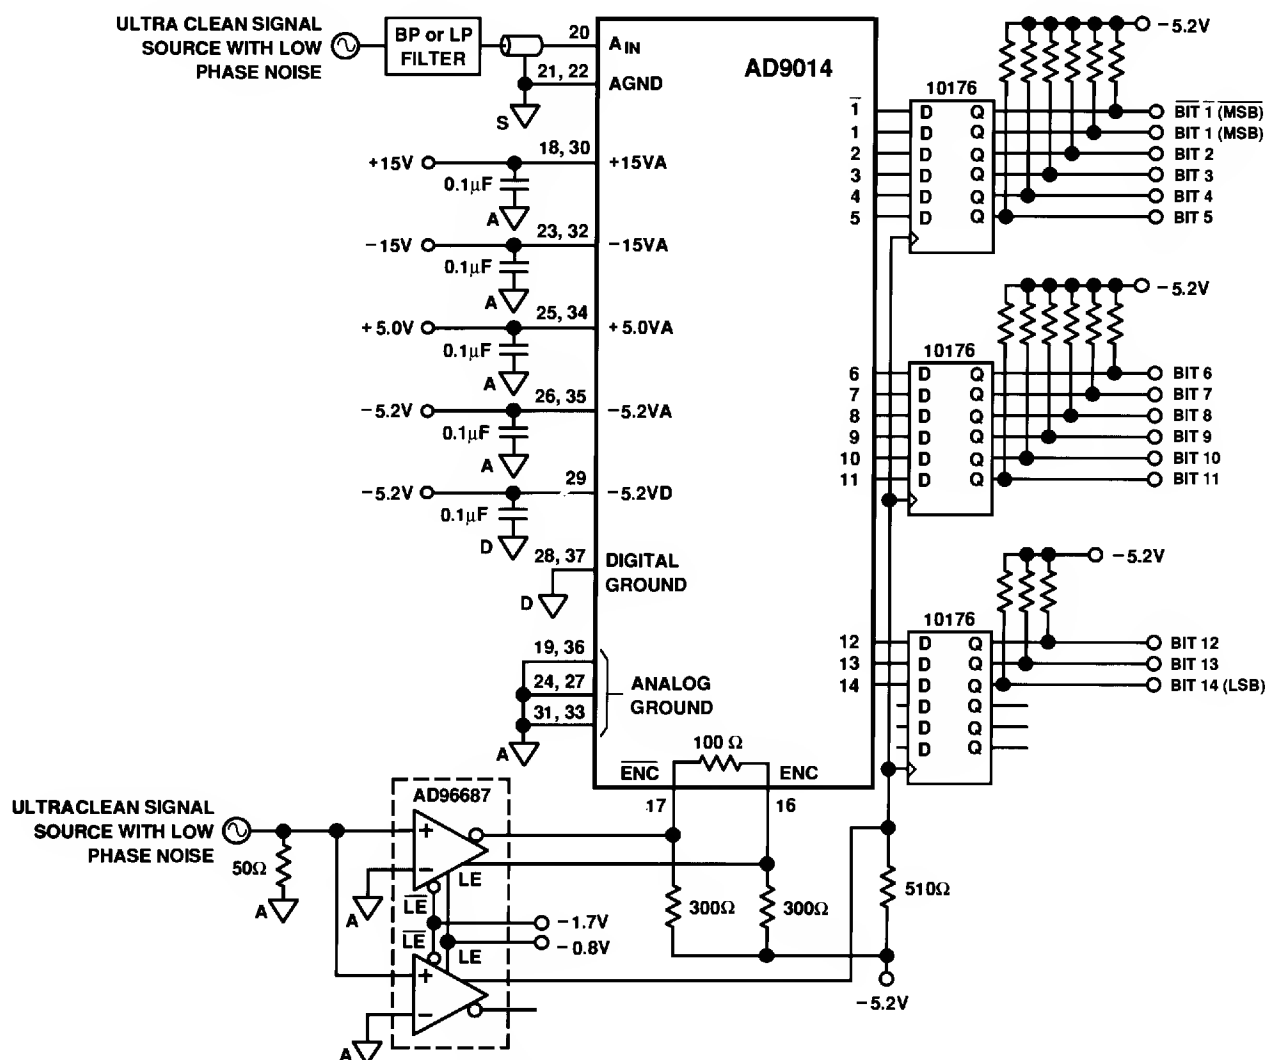 ULTRA CLEAN SIGNAL
SOURCE WITH LOW
PHASE NOISE
BP or LP
FILTER
20
A_IN
21, 22
AGND
S
AD9014
+15V
18, 30
+15VA
0.1µF
A
−15V
23, 32
−15VA
0.1µF
A
+5.0V
25, 34
+5.0VA
0.1µF
A
−5.2V
26, 35
−5.2VA
0.1µF
A
−5.2V
29
−5.2VD
0.1µF
D
28, 37
DIGITAL
GROUND
D
19, 36
24, 27
31, 33
ANALOG
GROUND
A
100 Ω
E̅N̅C̅
ENC
17
16
−5.2V
10176
1̅ D Q B̅I̅T̅ 1̅ (M̅S̅B̅)
1 D Q BIT 1 (MSB)
2 D Q BIT 2
3 D Q BIT 3
4 D Q BIT 4
5 D Q BIT 5
−5.2V
10176
6 D Q BIT 6
7 D Q BIT 7
8 D Q BIT 8
9 D Q BIT 9
10 D Q BIT 10
11 D Q BIT 11
−5.2V
10176
12 D Q BIT 12
13 D Q BIT 13
14 D Q BIT 14 (LSB)
D Q
D Q
D Q
ULTRACLEAN SIGNAL
SOURCE WITH LOW
PHASE NOISE
50Ω
A
AD96687
+
−
A
L̅E̅
LE
−1.7V
−0.8V
L̅E̅
LE
+
−
A
300Ω
300Ω
510Ω
−5.2V